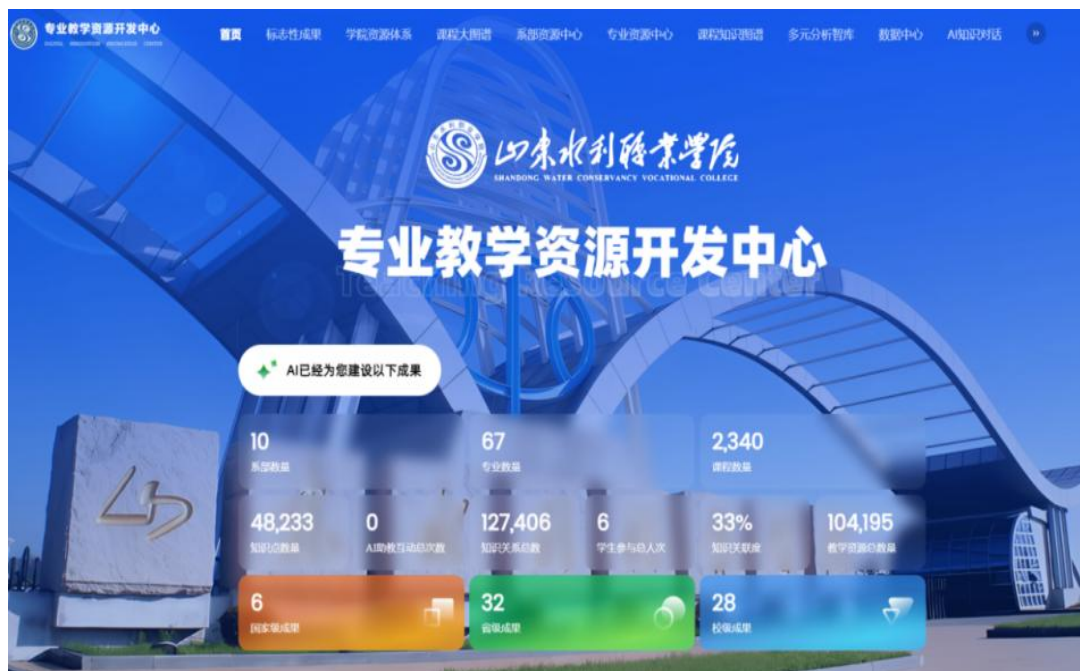 专业教学资源开发中心
首页 标志性成果 学院资源体系 课程大图谱 系部资源中心 专业资源中心 课程知识图谱 多元分析智库 数据中心 AI知识对话 »
山东水利职业学院
SHANDONG WATER CONSERVANCY VOCATIONAL COLLEGE
专业教学资源开发中心
Teaching Resource Center
AI已经为您建设以下成果
10 67 2,340
系部数量 专业数量 课程数量
48,233 0 127,406 6 33% 104,195
知识点数量 AI助教互动总次数 知识关系总数 学生参与总人次 知识关联度 教学资源总数量
6 32 28
国家级成果 省级成果 校级成果
山